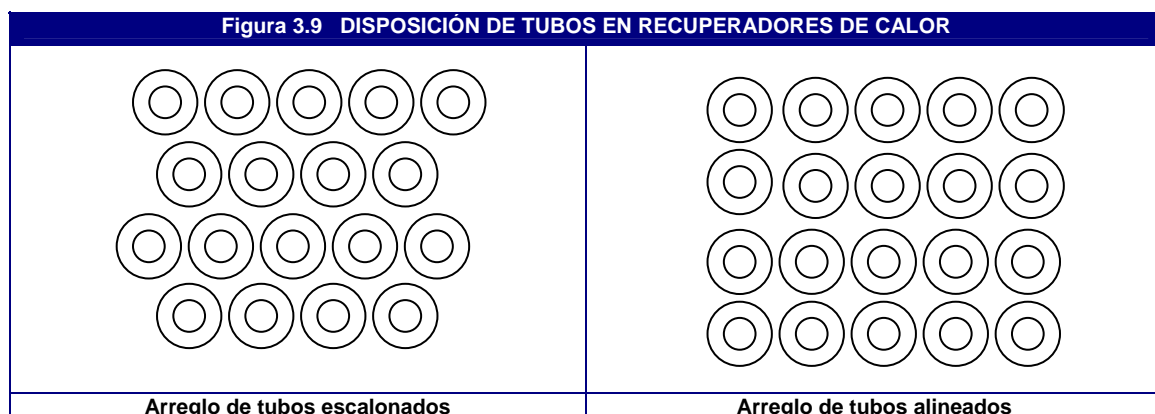 Figura 3.9 DISPOSICIÓN DE TUBOS EN RECUPERADORES DE CALOR
Arreglo de tubos escalonados
Arreglo de tubos alineados